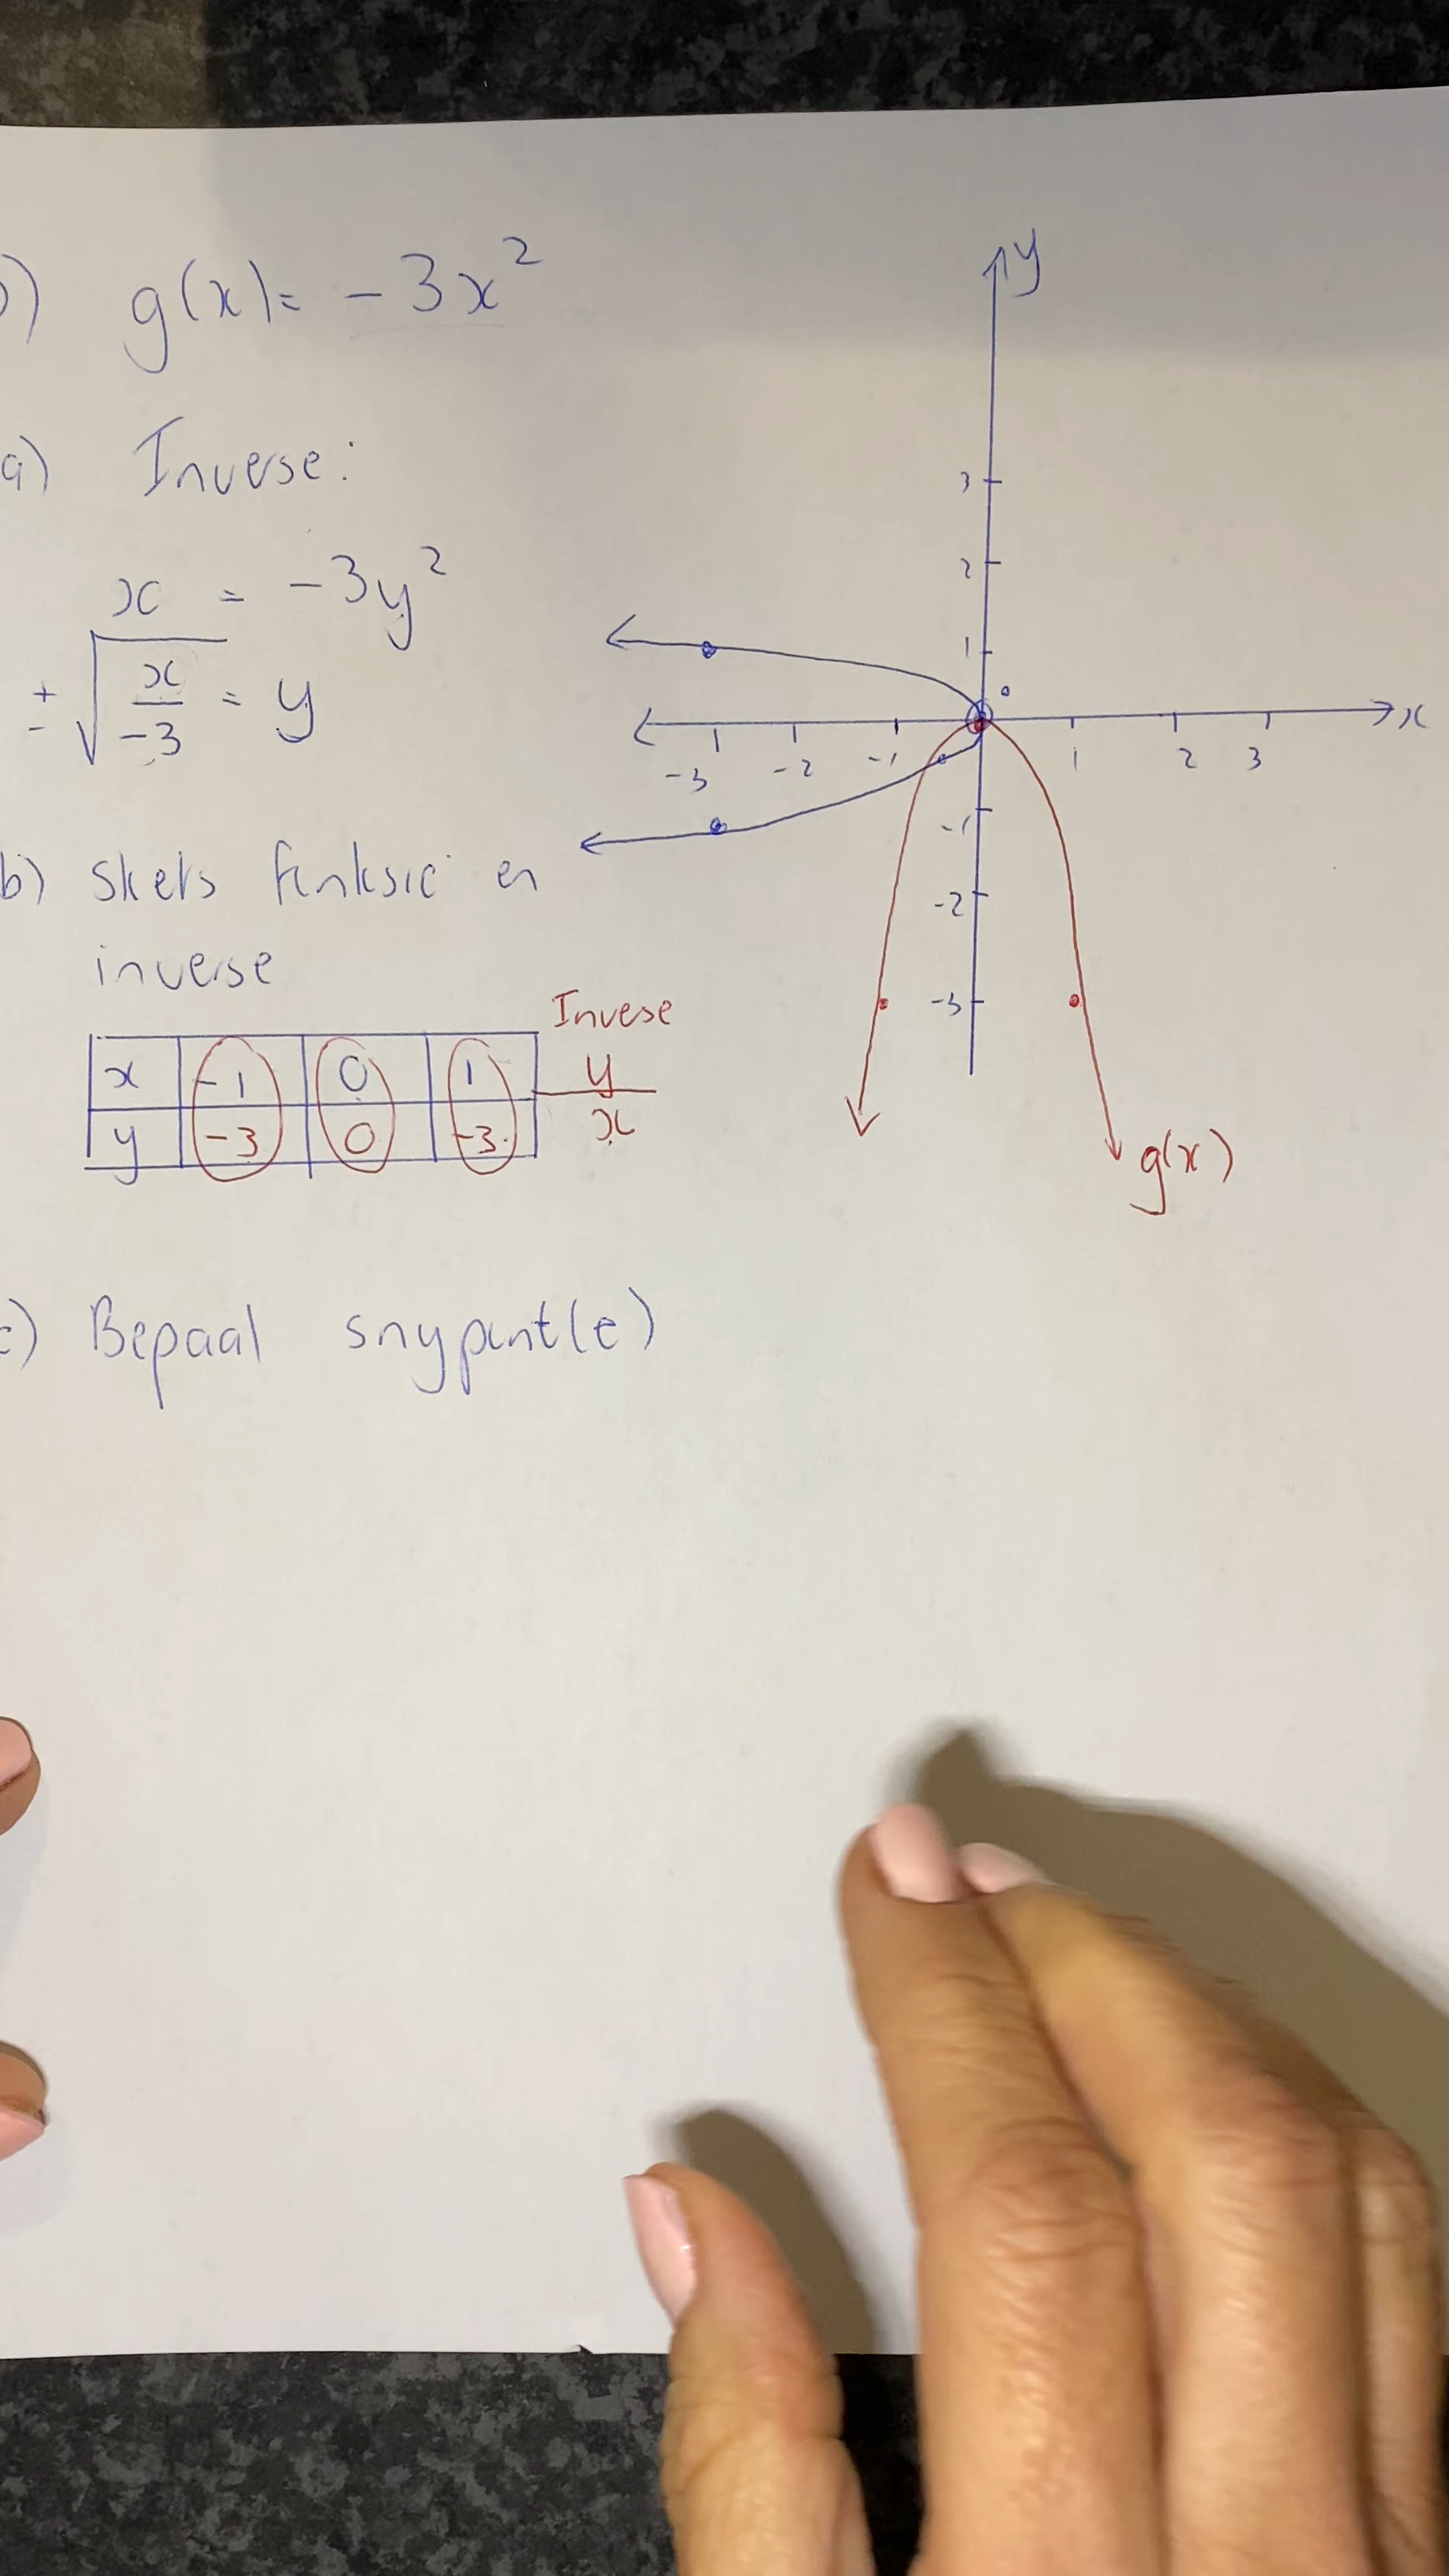 ) g(x) = -3x²
a) Inverse:
x = -3y²
± √(x/-3) = y
b) Skets funksie en
inverse
Inverse
x | -1 | 0 | 1 | y
y | -3 | 0 | -3 | x
c) Bepaal snypunt(e)
y
3
2
1
0
x
-3 -2 -1 1 2 3
-1
-2
-3
g(x)